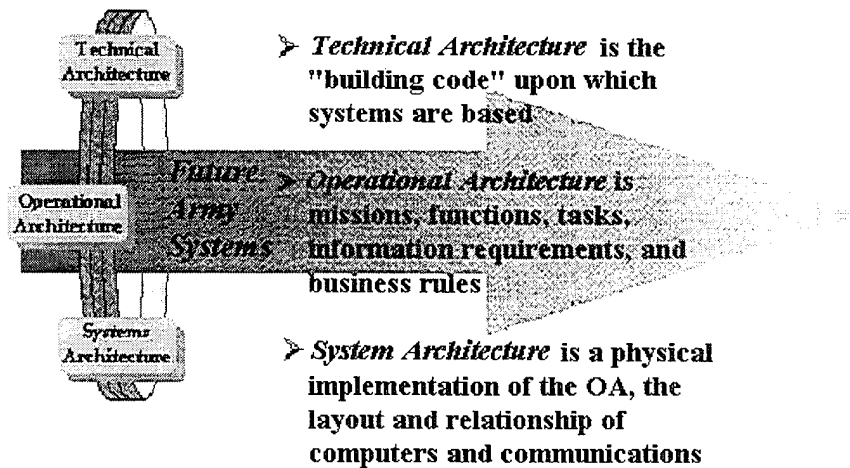 Technical
Architecture
➢ Technical Architecture is the
"building code" upon which
systems are based
Operational
Architecture
Future
Army
Systems
➢ Operational Architecture is
missions, functions, tasks,
information requirements, and
business rules
Systems
Architecture
➢ System Architecture is a physical
implementation of the OA, the
layout and relationship of
computers and communications